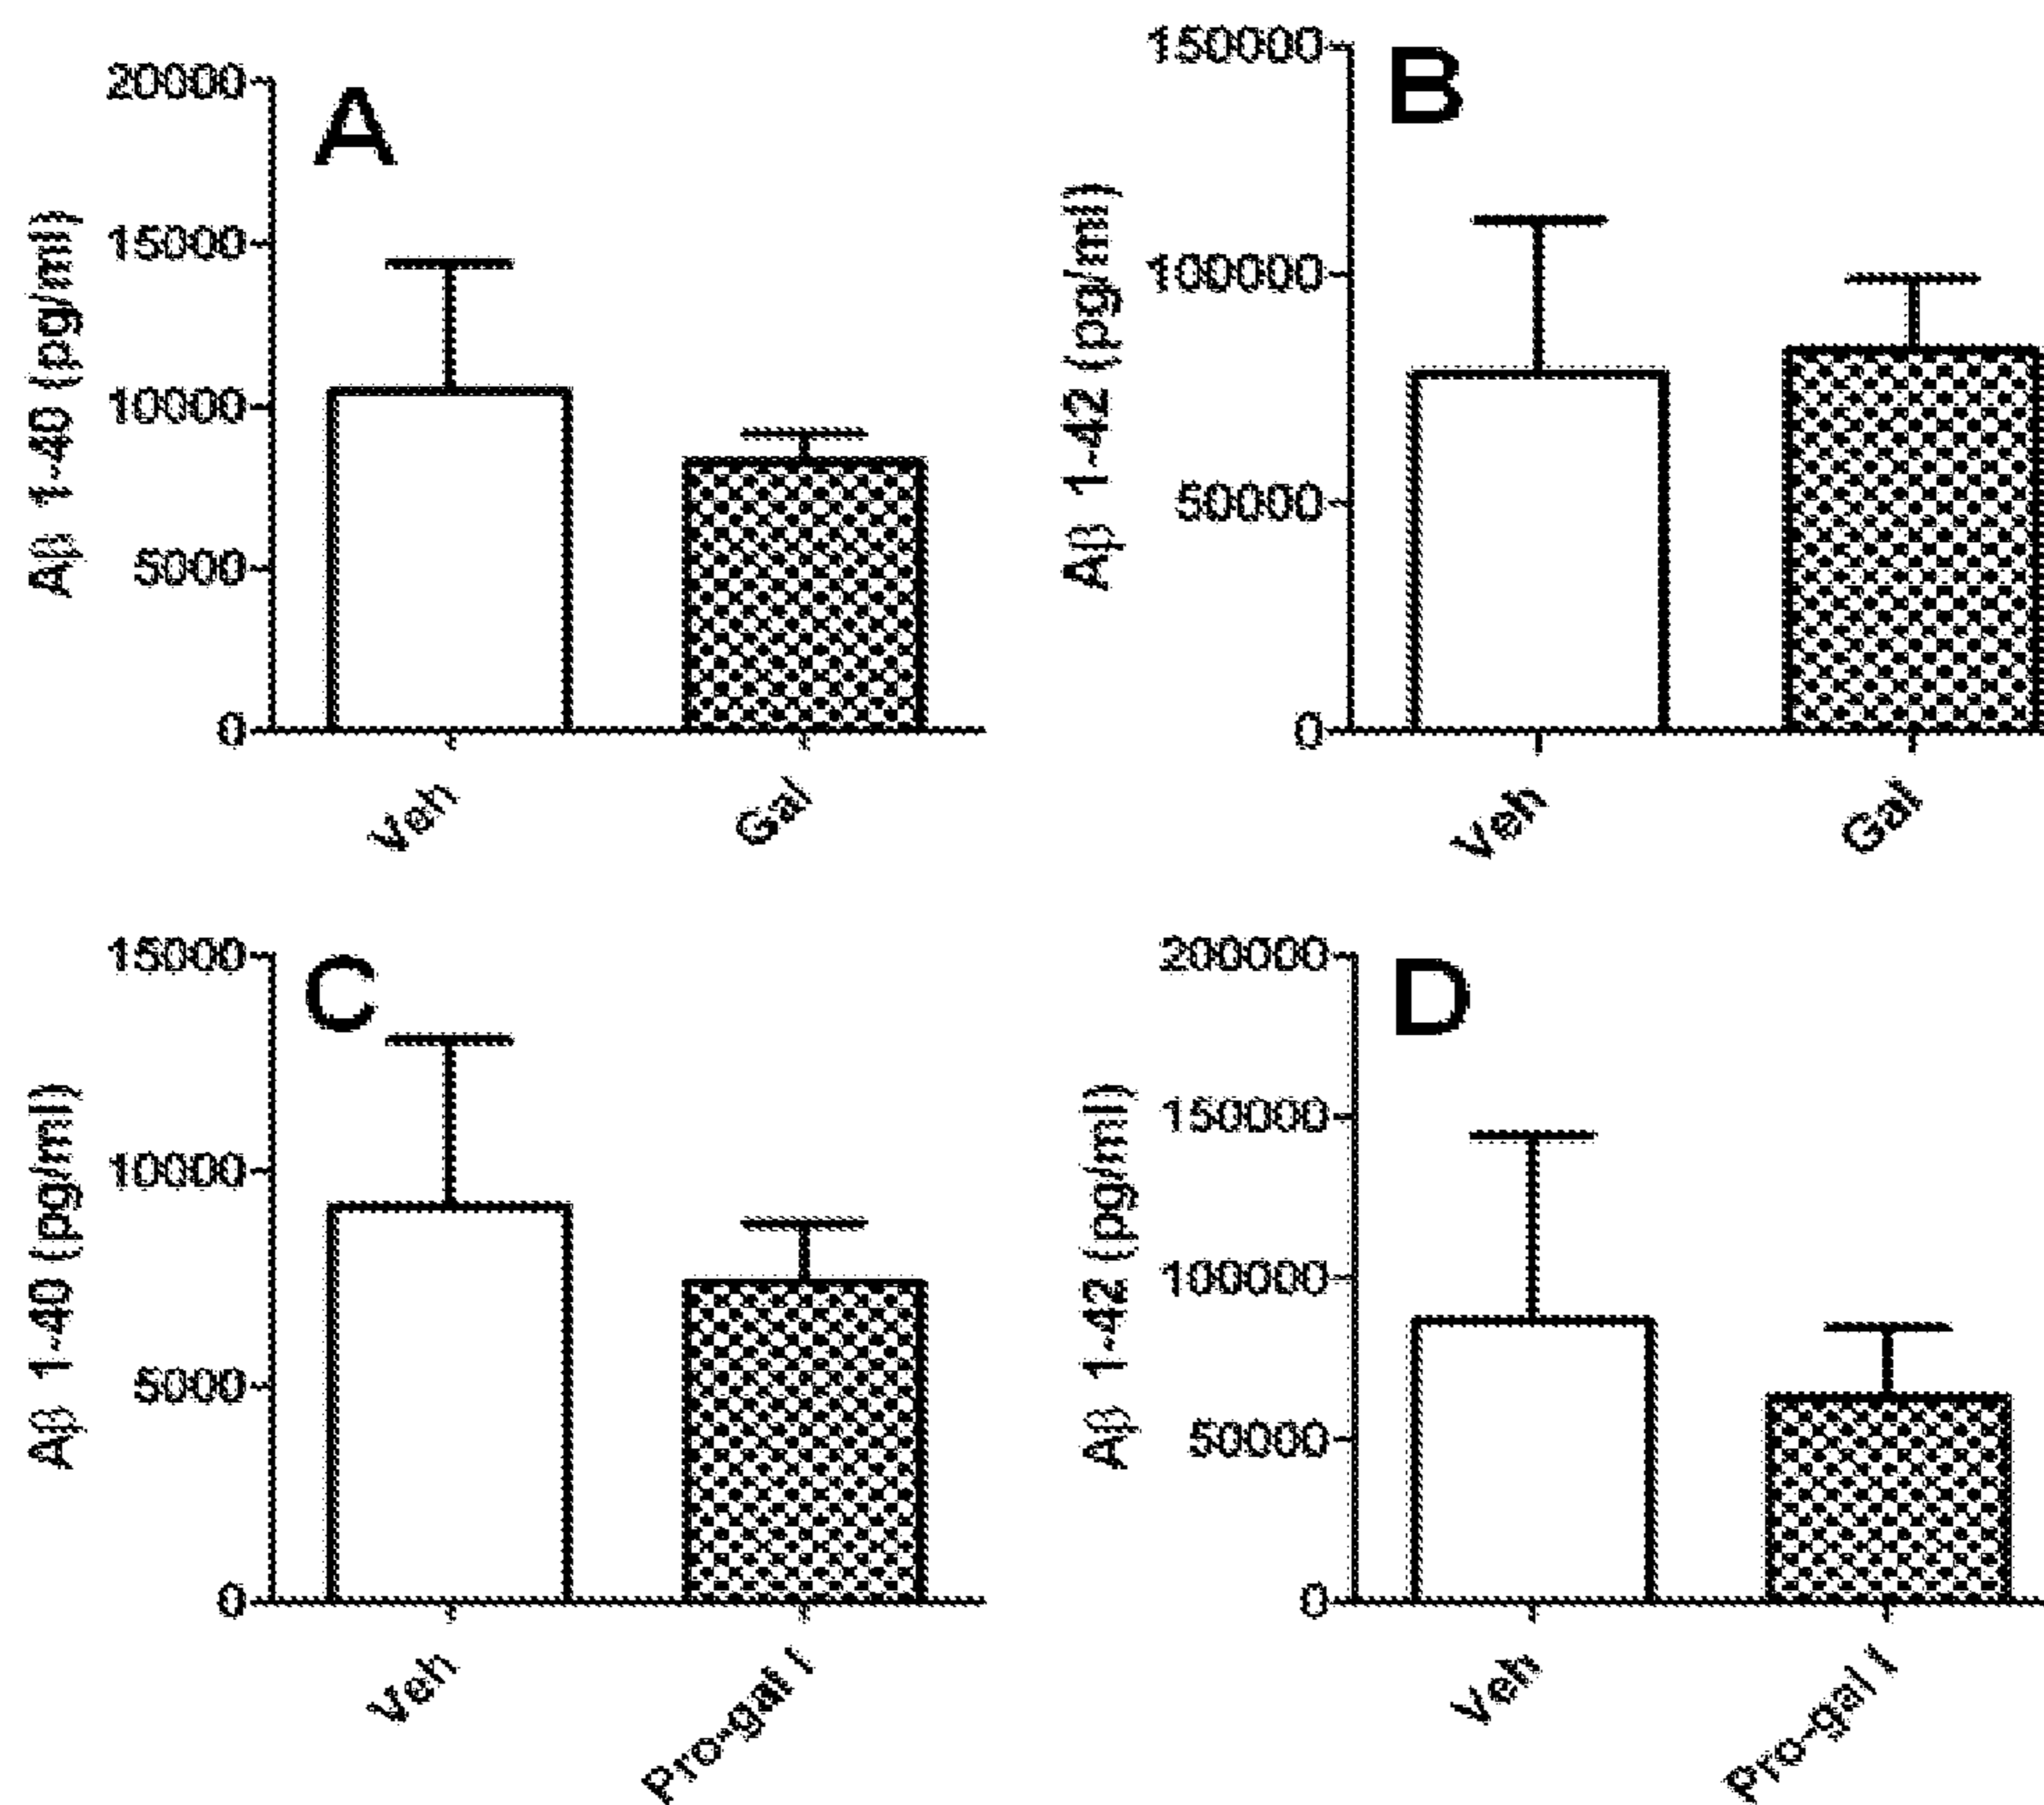 A
Aβ 1-40 (pg/ml)
20000
15000
10000
5000
0
Veh
Gal
B
Aβ 1-42 (pg/ml)
150000
100000
50000
0
Veh
Gal
C
Aβ 1-40 (pg/ml)
15000
10000
5000
0
Veh
Pro-gal I
D
Aβ 1-42 (pg/ml)
200000
150000
100000
50000
0
Veh
Pro-gal I